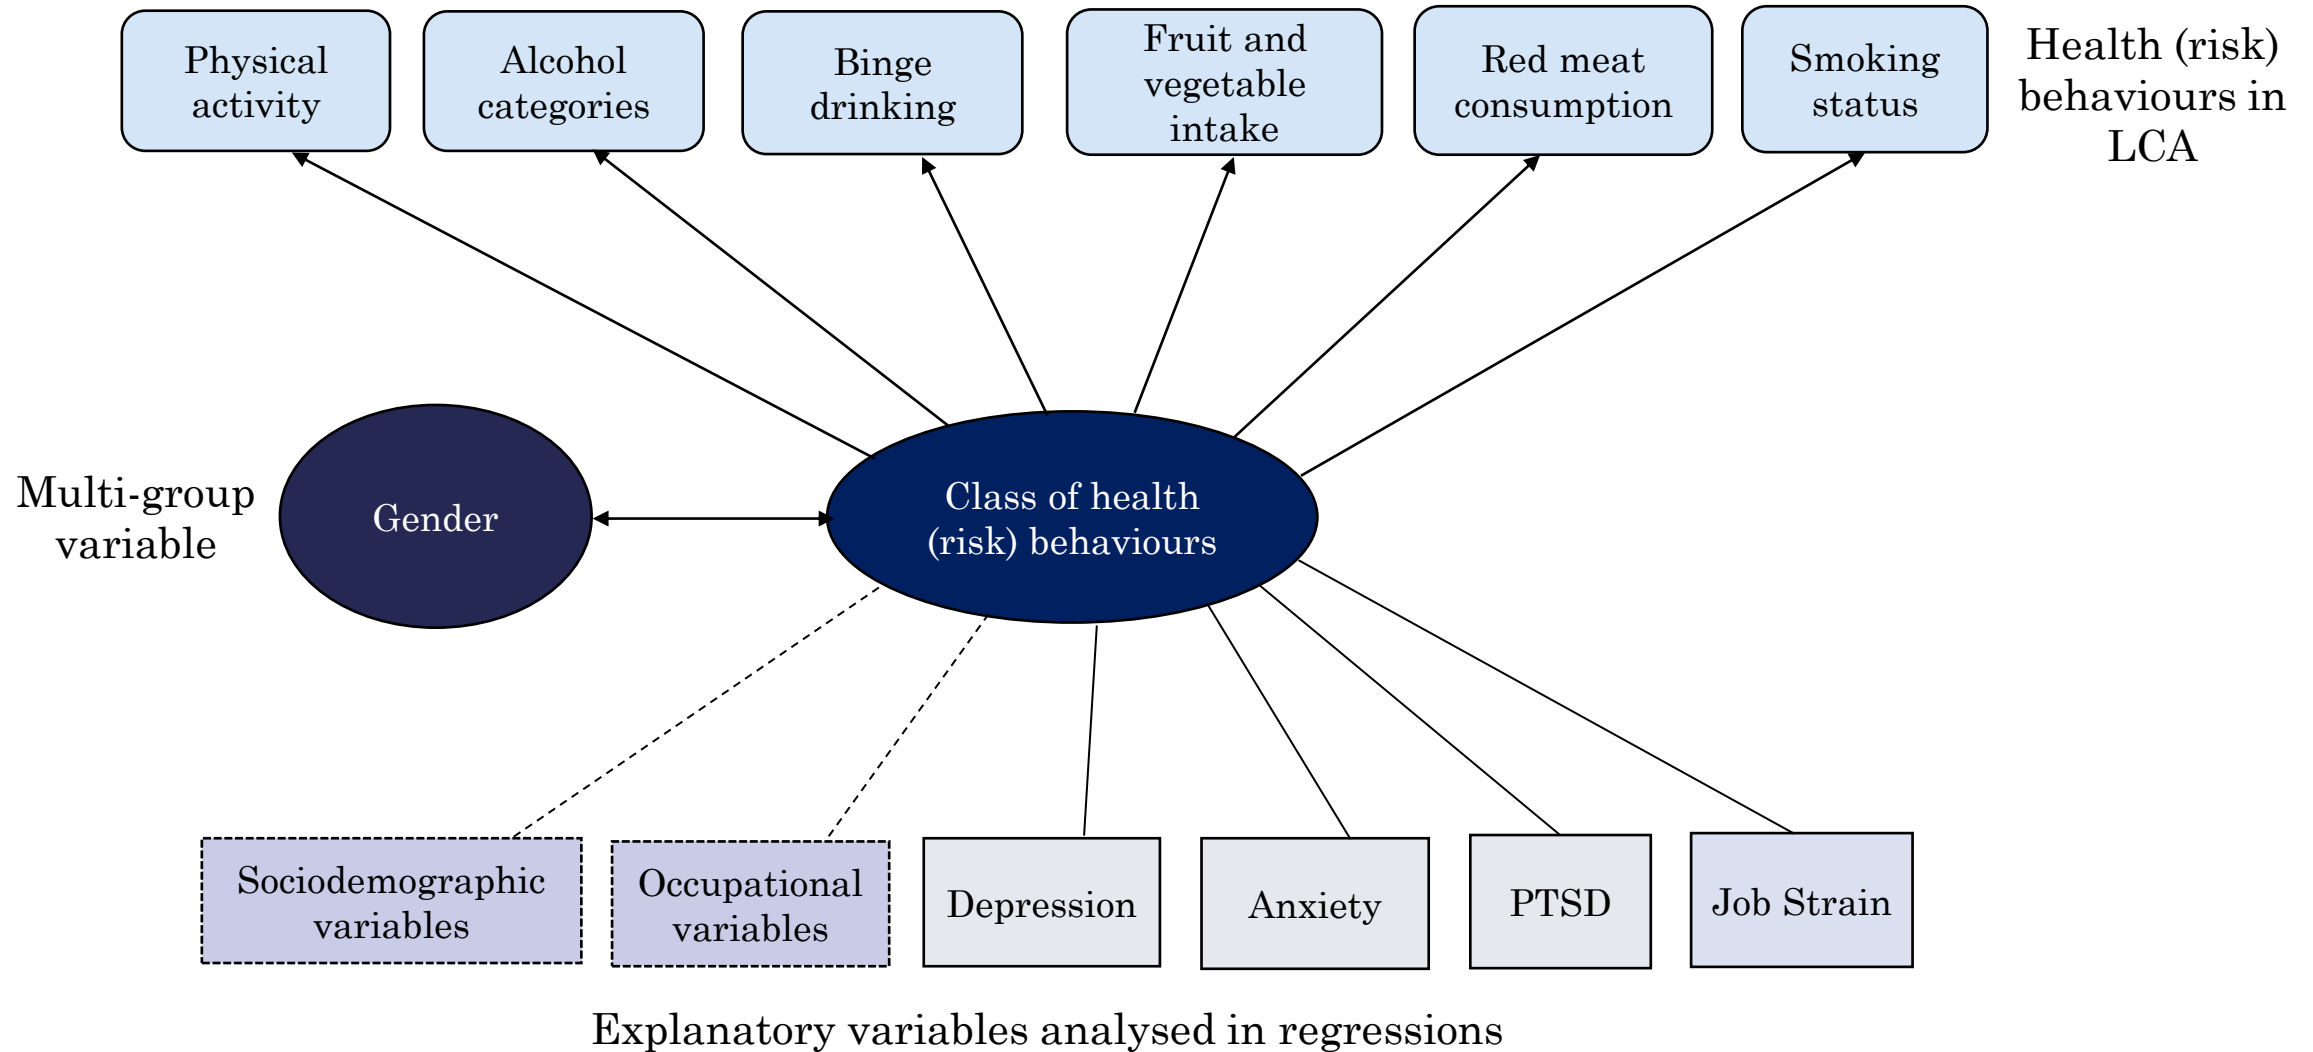 Physical
activity
Alcohol
categories
Binge
drinking
Fruit and
vegetable
intake
Red meat
consumption
Smoking
status
Health (risk)
behaviours in
LCA
Multi-group
variable
Gender
Class of health
(risk) behaviours
Sociodemographic
variables
Occupational
variables
Depression
Anxiety
PTSD
Job Strain
Explanatory variables analysed in regressions